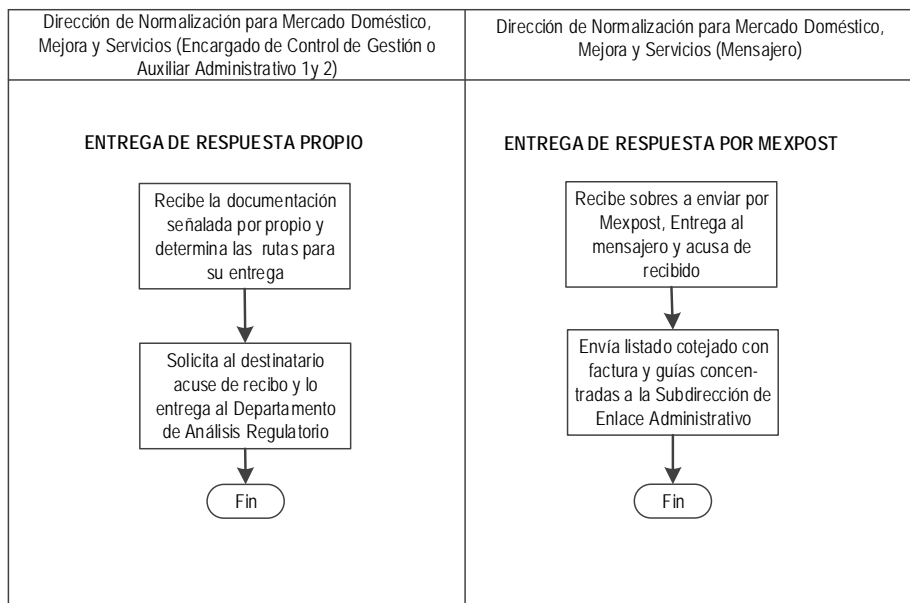 Dirección de Normalización para Mercado Doméstico,
Mejora y Servicios (Encargado de Control de Gestión o
Auxiliar Administrativo 1y 2)
Dirección de Normalización para Mercado Doméstico,
Mejora y Servicios (Mensajero)
ENTREGA DE RESPUESTA PROPIO
Recibe la documentación
señalada por propio y
determina las rutas para
su entrega
Solicita al destinatario
acuse de recibo y lo
entrega al Departamento
de Análisis Regulatorio
Fin
ENTREGA DE RESPUESTA POR MEXPOST
Recibe sobres a enviar por
Mexpost, Entrega al
mensajero y acusa de
recibido
Envía listado cotejado con
factura y guías concen-
tradas a la Subdirección de
Enlace Administrativo
Fin